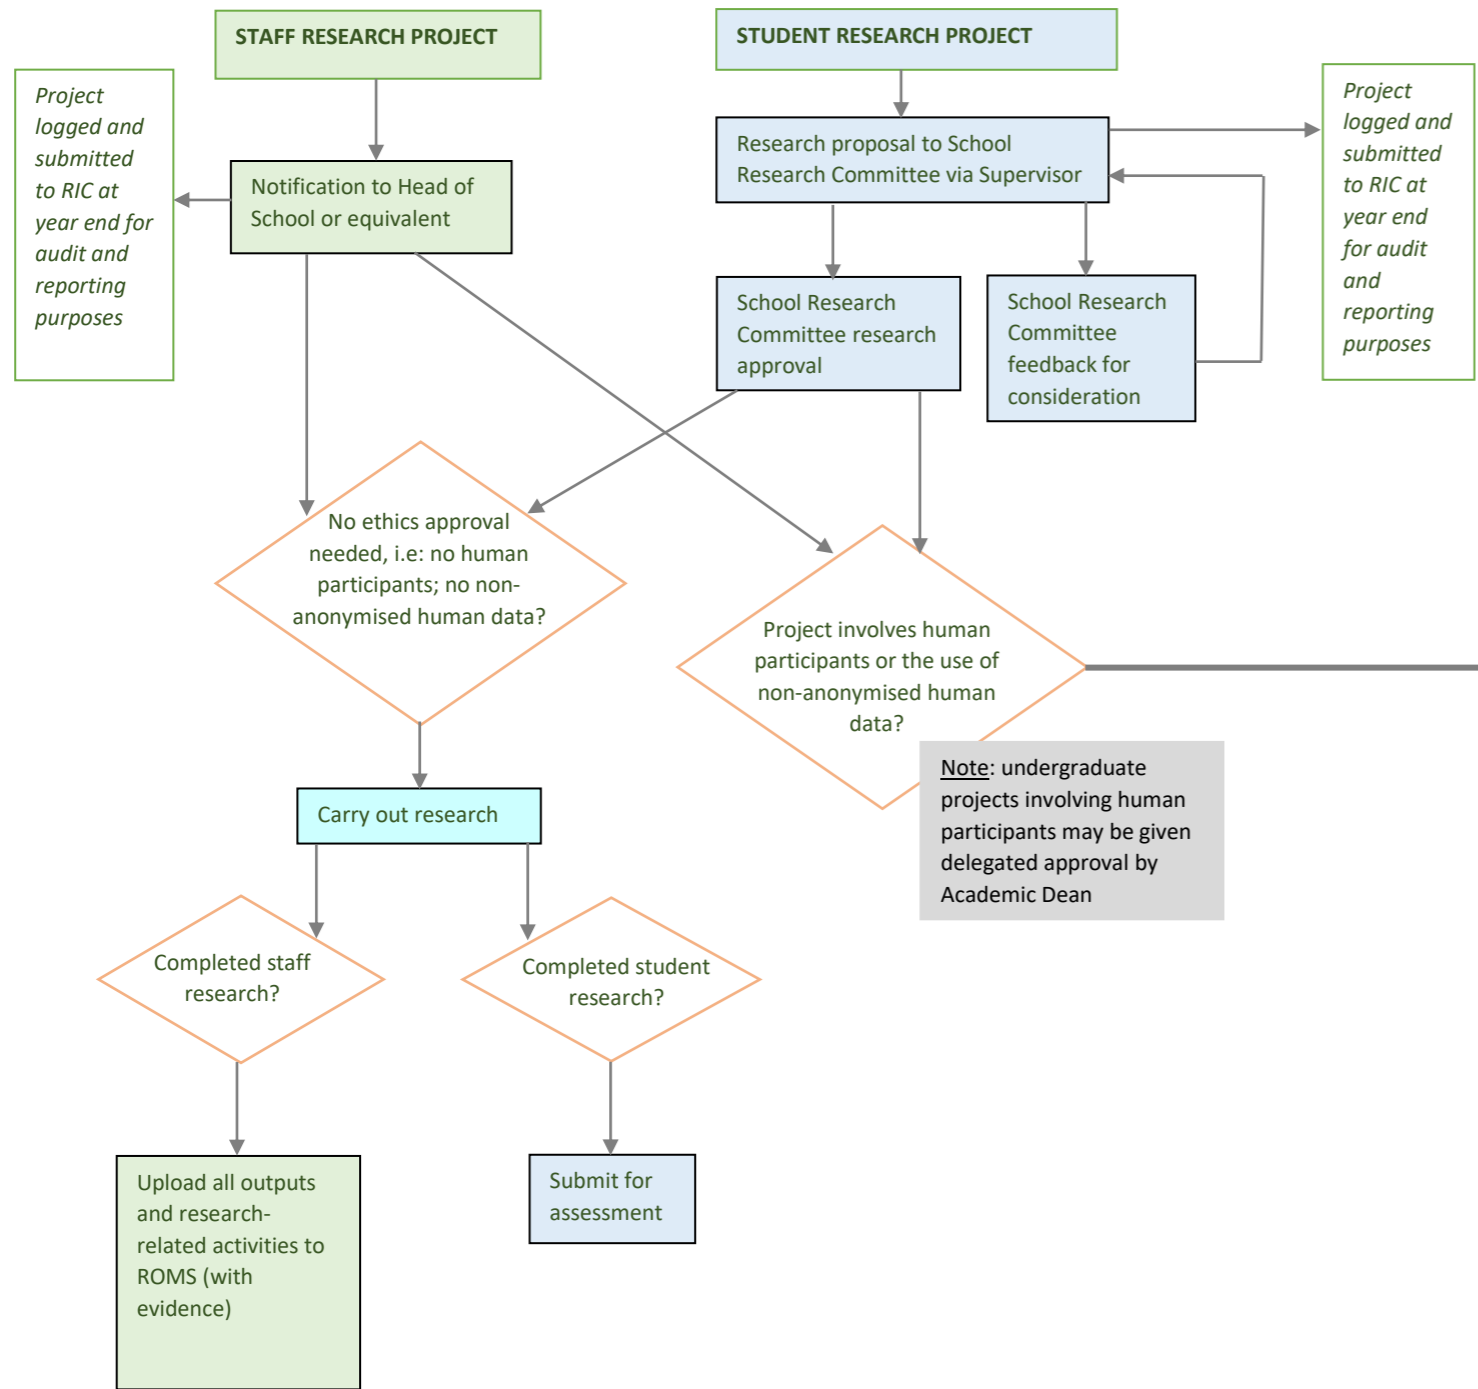 STAFF RESEARCH PROJECT
STUDENT RESEARCH PROJECT
Project
logged and
submitted
to RIC at
year end for
audit and
reporting
purposes
Notification to Head of
School or equivalent
Research proposal to School
Research Committee via Supervisor
Project
logged and
submitted
to RIC at
year end
for audit
and
reporting
purposes
School Research
Committee research
approval
School Research
Committee
feedback for
consideration
No ethics approval
needed, i.e: no human
participants; no non-
anonymised human data?
Project involves human
participants or the use of
non-anonymised human
data?
Note: undergraduate
projects involving human
participants may be given
delegated approval by
Academic Dean
Carry out research
Completed staff
research?
Completed student
research?
Upload all outputs
and research-
related activities to
ROMS (with
evidence)
Submit for
assessment